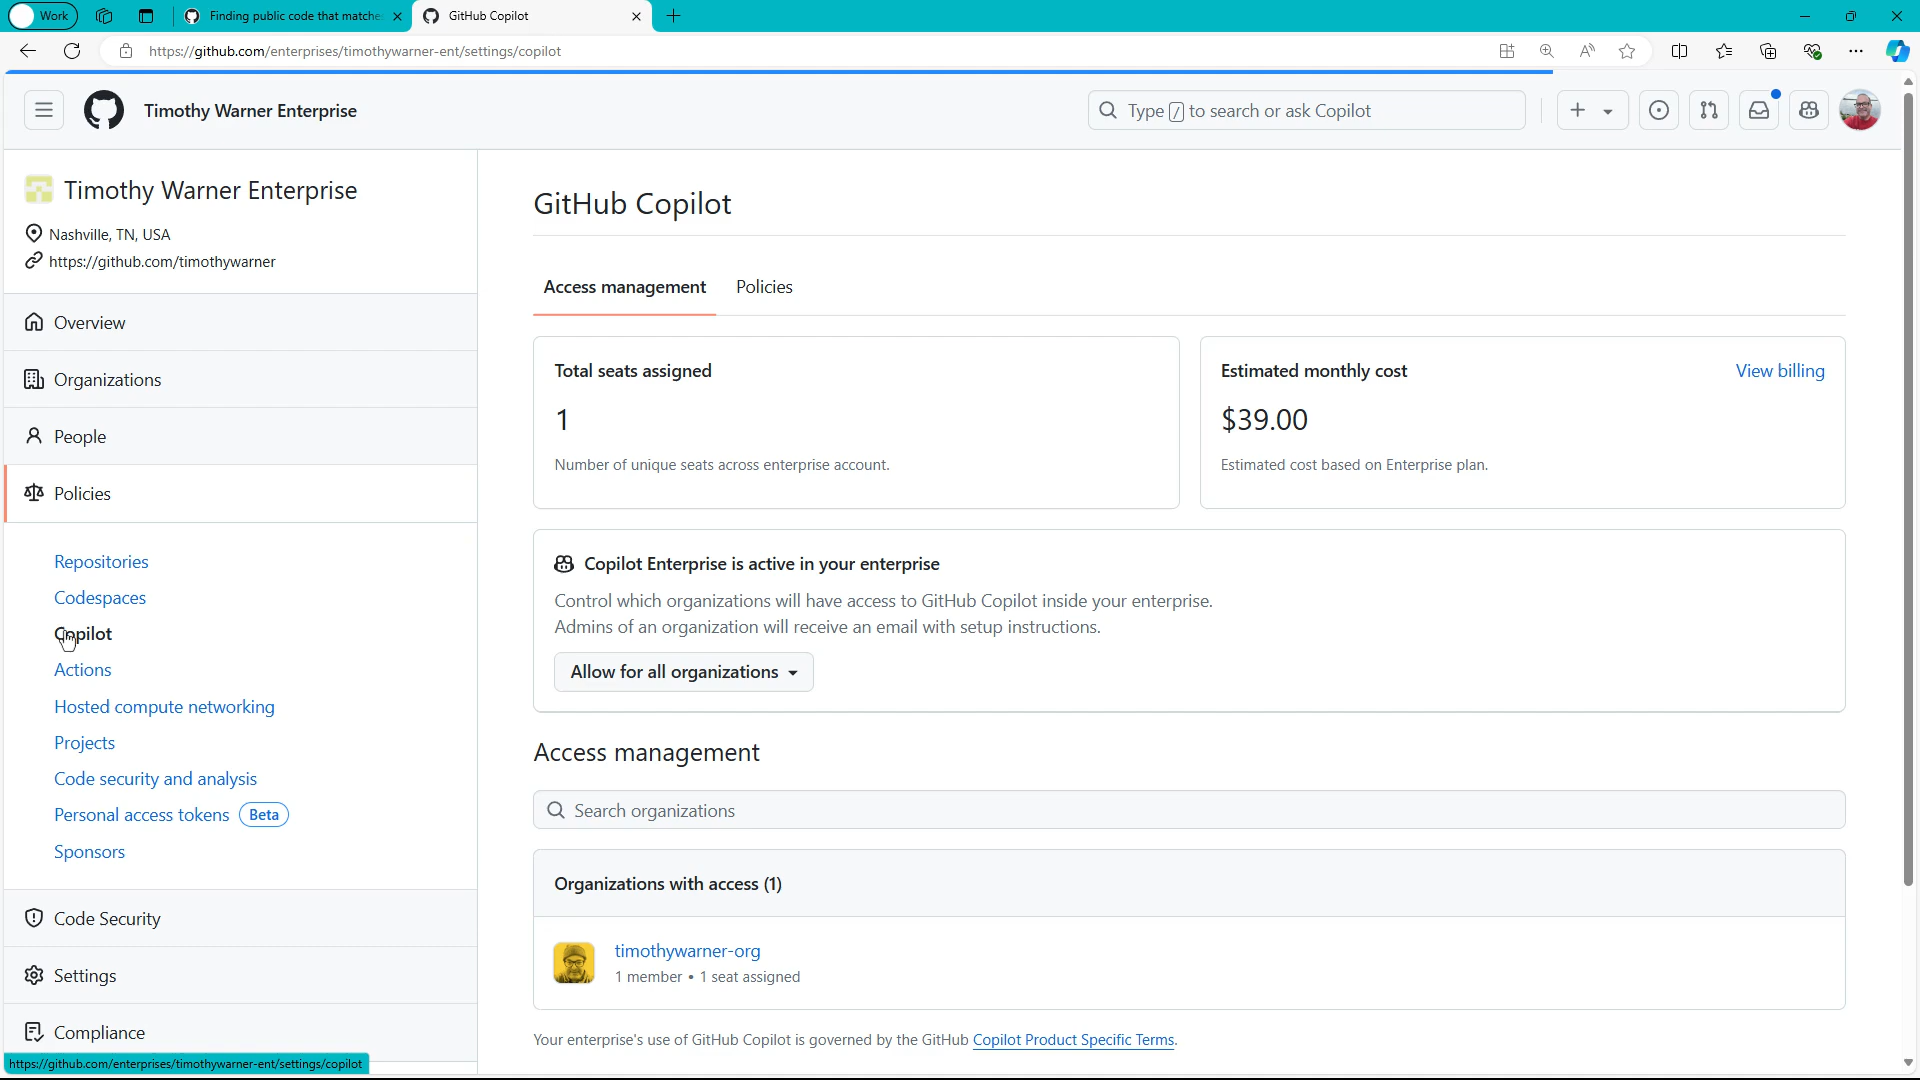 Work
Finding public code that matche
GitHub Copilot
https://github.com/enterprises/timothywarner-ent/settings/copilot
Timothy Warner Enterprise
Type / to search or ask Copilot
Timothy Warner Enterprise
Nashville, TN, USA
https://github.com/timothywarner
Overview
Organizations
People
Policies
Repositories
Codespaces
Copilot
Actions
Hosted compute networking
Projects
Code security and analysis
Personal access tokens Beta
Sponsors
Code Security
Settings
Compliance
https://github.com/enterprises/timothywarner-ent/settings/copilot
GitHub Copilot
Access management Policies
Total seats assigned
1
Number of unique seats across enterprise account.
Estimated monthly cost View billing
$39.00
Estimated cost based on Enterprise plan.
Copilot Enterprise is active in your enterprise
Control which organizations will have access to GitHub Copilot inside your enterprise.
Admins of an organization will receive an email with setup instructions.
Allow for all organizations
Access management
Search organizations
Organizations with access (1)
timothywarner-org
1 member • 1 seat assigned
Your enterprise's use of GitHub Copilot is governed by the GitHub Copilot Product Specific Terms.